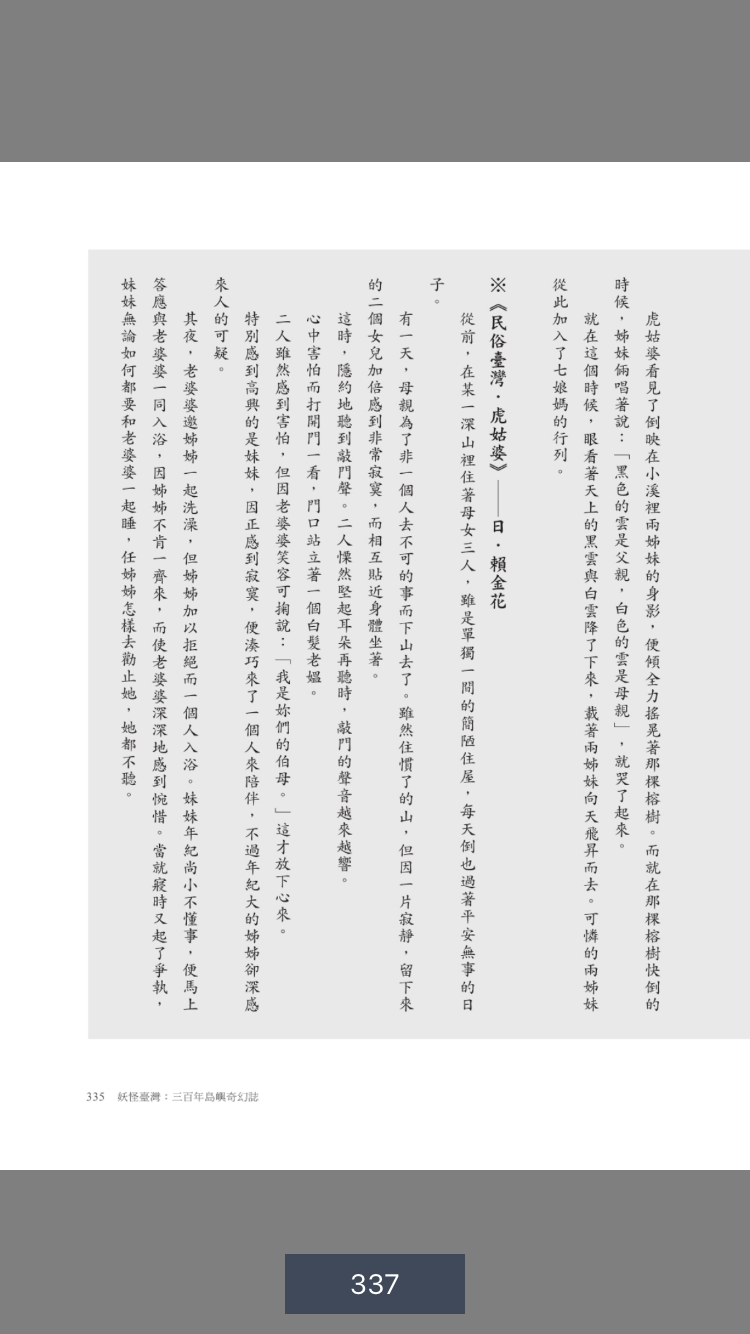 虎姑婆看見了倒映在小溪裡兩姊妹的身影，便傾全力搖晃著那棵榕樹。而就在那棵榕樹快倒的
時候，姊妹倆唱著說：「黑色的雲是父親，白色的雲是母親」，就哭了起來。
就在這個時候，眼看著天上的黑雲與白雲降了下來，載著兩姊妹向天飛昇而去。可憐的兩姊妹
從此加入了七娘媽的行列。
※《民俗臺灣．虎姑婆》——日．賴金花
從前，在某一深山裡住著母女三人，雖是單獨一間的簡陋住屋，每天倒也過著平安無事的日
子。
有一天，母親為了非一個人去不可的事而下山去了。雖然住慣了的山，但因一片寂靜，留下來
的二個女兒加倍感到非常寂寞，而相互貼近身體坐著。
這時，隱約地聽到敲門聲。二人慄然堅起耳朵再聽時，敲門的聲音越來越響。
心中害怕而打開門一看，門口站立著一個白髮老媼。
二人雖然感到害怕，但因老婆婆笑容可掬說：「我是妳們的伯母。」這才放下心來。
特別感到高興的是妹妹，因正感到寂寞，便湊巧來了一個人來陪伴，不過年紀大的姊姊卻深感
來人的可疑。
其夜，老婆婆邀姊姊一起洗澡，但姊姊加以拒絕而一個人入浴。妹妹年紀尚小不懂事，便馬上
答應與老婆婆一同入浴，因姊姊不肯一齊來，而使老婆婆深深地感到惋惜。當就寢時又起了爭執，
妹妹無論如何都要和老婆婆一起睡，任姊姊怎樣去勸止她，她都不聽。
335 妖怪臺灣：三百年島嶼奇幻誌
337